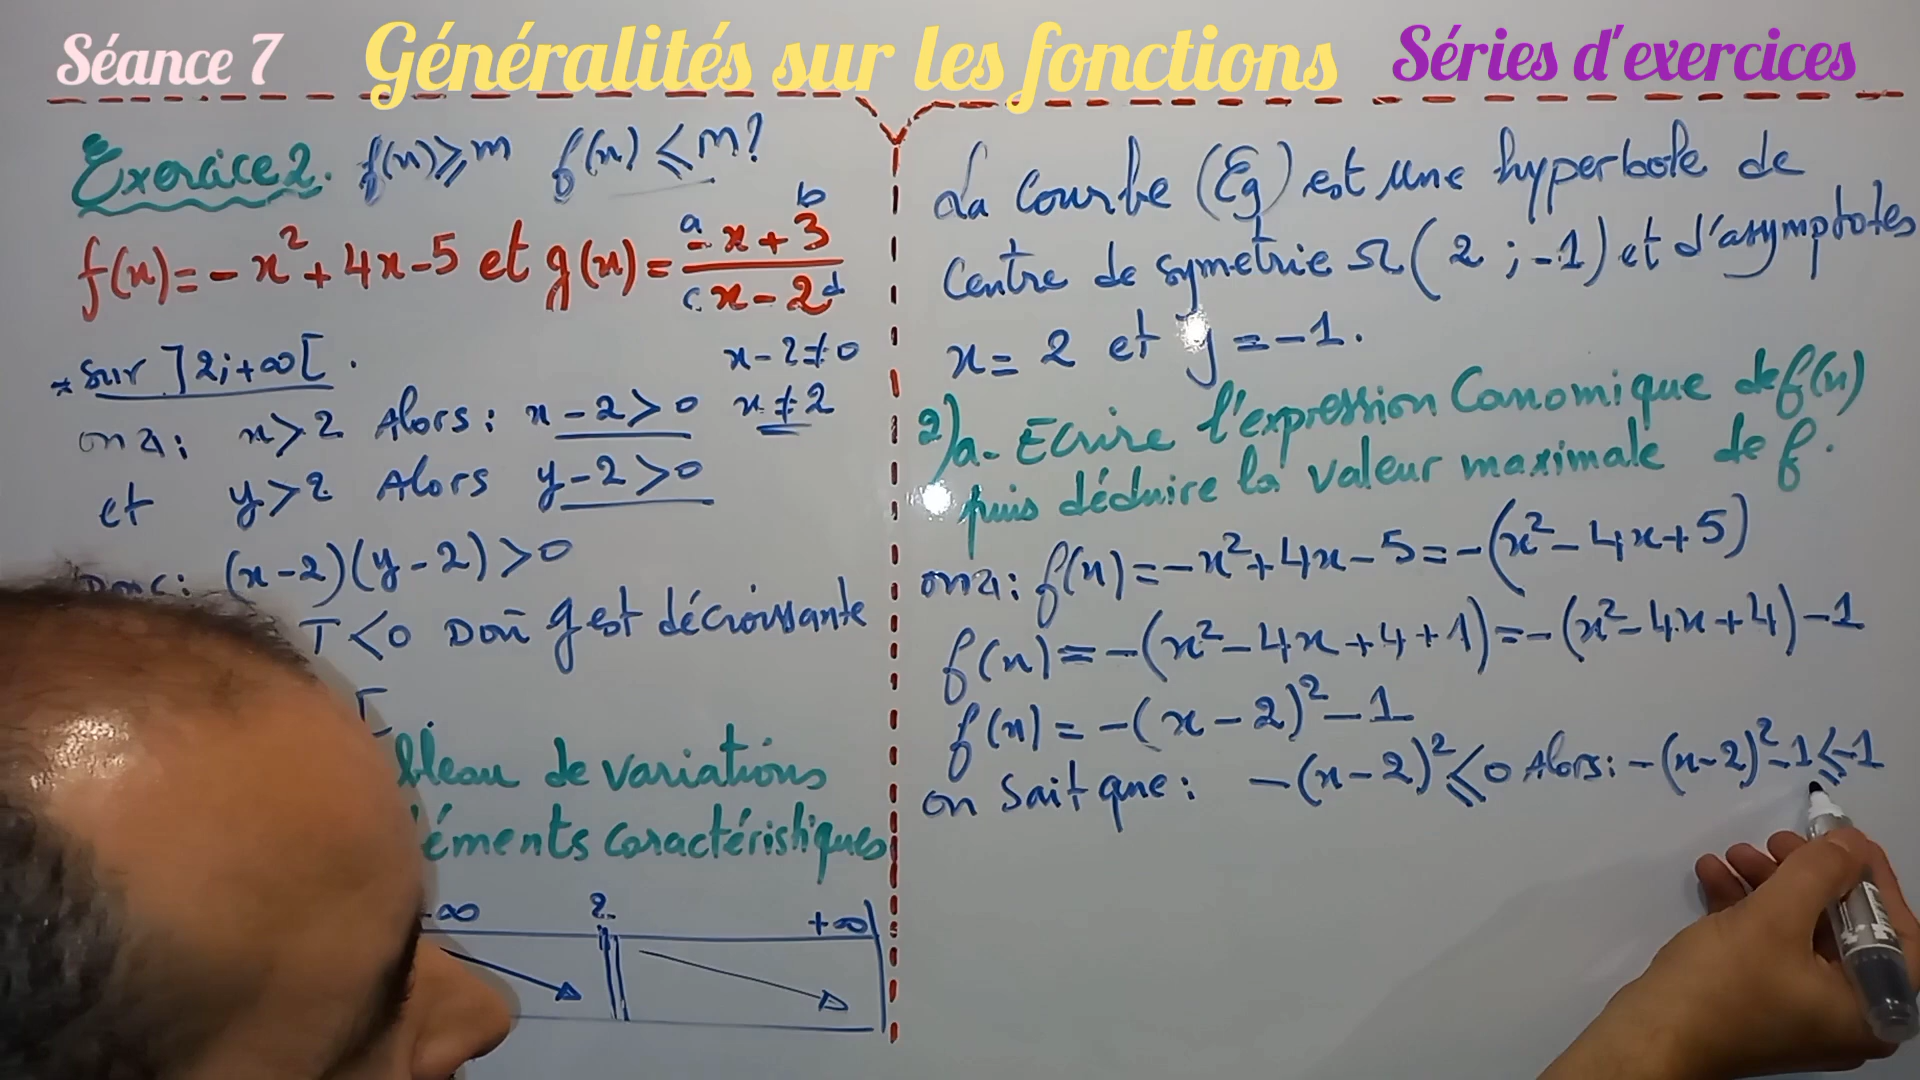 Séance 7 Généralités sur les fonctions Séries d'exercices
Exercice 2. f(x)⩾m f(x)⩽m?
f(x)=-x²+4x-5 et g(x)=(-x+3)/(x-2)
a b
c d
* Sur ]2;+∞[.
x-2≠0
ona: x>2 Alors: x-2>0 x≠2
et y>2 Alors y-2>0
Donc: (x-2)(y-2)>0
T<0 Doù g est décroissante
[
bleau de variations
éments caractéristiques
-∞ 2 +∞
La Courbe (Cg) est une hyperbole de
Centre de symetrie Ω(2;-1) et d'asymptotes
x=2 et y=-1.
2)a- Ecrire l'expression Canonique de f(x)
puis déduire la valeur maximale de f.
ona: f(x)=-x²+4x-5=-(x²-4x+5)
f(x)=-(x²-4x+4+1)=-(x²-4x+4)-1
f(x)=-(x-2)²-1
on Sait que: -(x-2)²⩽0 Alors: -(x-2)²-1⩽-1